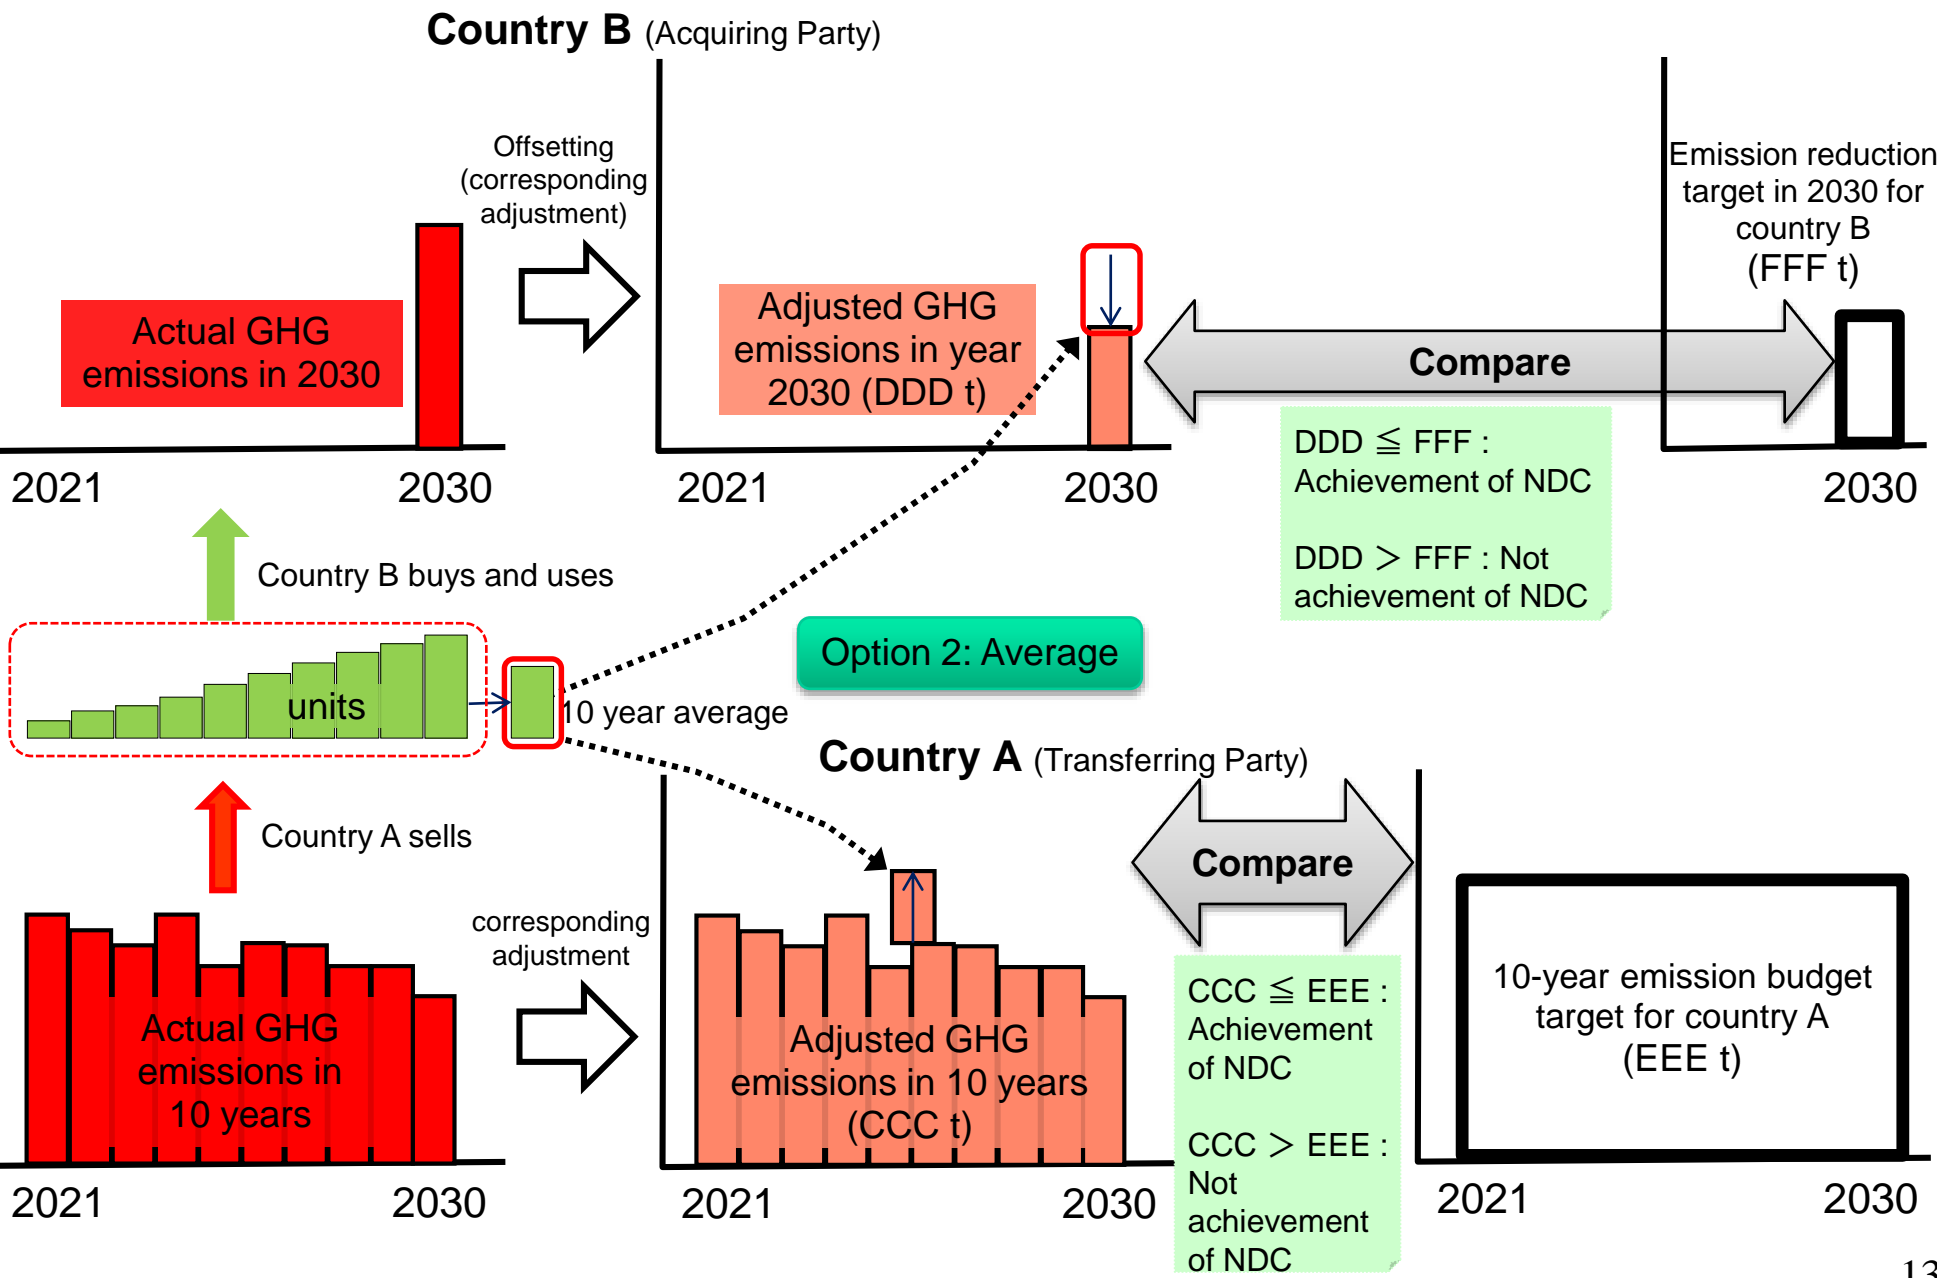 Country B (Acquiring Party)
Offsetting
(corresponding
adjustment)
Emission reduction
target in 2030 for
country B
(FFF t)
Actual GHG
emissions in 2030
Adjusted GHG
emissions in year
2030 (DDD t)
Compare
2021
2030
2021
2030
2030
DDD ≦ FFF :
Achievement of NDC
DDD > FFF : Not
achievement of NDC
Country B buys and uses
Option 2: Average
units
10 year average
Country A (Transferring Party)
Country A sells
Compare
corresponding
adjustment
Actual GHG
emissions in
10 years
Adjusted GHG
emissions in 10 years
(CCC t)
CCC ≦ EEE :
Achievement
of NDC
CCC > EEE :
Not
achievement
of NDC
10-year emission budget
target for country A
(EEE t)
2021
2030
2021
2030
2021
2030
13